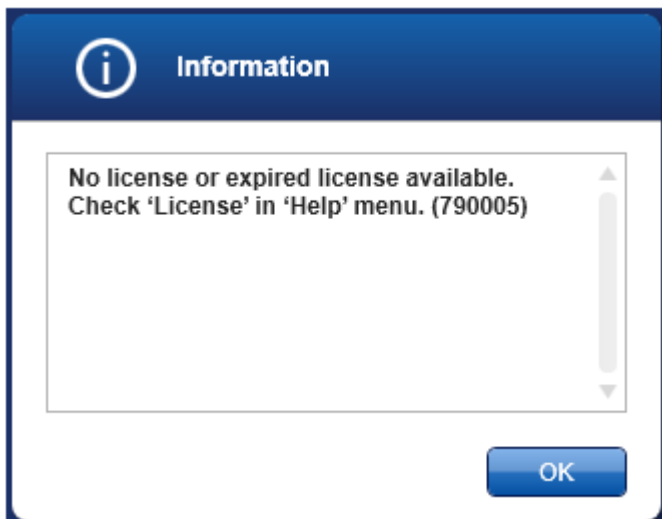 Information
No license or expired license available.
Check ‘License’ in ‘Help’ menu. (790005)
OK